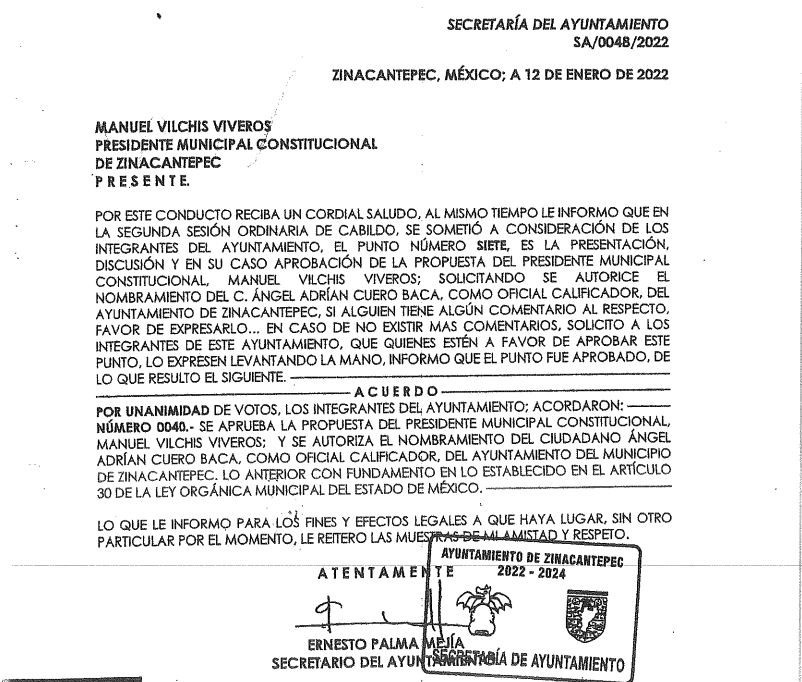 SECRETARÍA DEL AYUNTAMIENTO
SA/0048/2022
ZINACANTEPEC, MÉXICO; A 12 DE ENERO DE 2022
MANUEL VILCHIS VIVEROS
PRESIDENTE MUNICIPAL CONSTITUCIONAL
DE ZINACANTEPEC
P R E S E N T E.
POR ESTE CONDUCTO RECIBA UN CORDIAL SALUDO, AL MISMO TIEMPO LE INFORMO QUE EN
LA SEGUNDA SESIÓN ORDINARIA DE CABILDO, SE SOMETIÓ A CONSIDERACIÓN DE LOS
INTEGRANTES DEL AYUNTAMIENTO, EL PUNTO NÚMERO SIETE, ES LA PRESENTACIÓN,
DISCUSIÓN Y EN SU CASO APROBACIÓN DE LA PROPUESTA DEL PRESIDENTE MUNICIPAL
CONSTITUCIONAL, MANUEL VILCHIS VIVEROS; SOLICITANDO SE AUTORICE EL
NOMBRAMIENTO DEL C. ÁNGEL ADRÍAN CUERO BACA, COMO OFICIAL CALIFICADOR, DEL
AYUNTAMIENTO DE ZINACANTEPEC, SI ALGUIEN TIENE ALGÚN COMENTARIO AL RESPECTO,
FAVOR DE EXPRESARLO... EN CASO DE NO EXISTIR MAS COMENTARIOS, SOLICITO A LOS
INTEGRANTES DE ESTE AYUNTAMIENTO, QUE QUIENES ESTÉN A FAVOR DE APROBAR ESTE
PUNTO, LO EXPRESEN LEVANTANDO LA MANO, INFORMO QUE EL PUNTO FUE APROBADO, DE
LO QUE RESULTO EL SIGUIENTE.
A C U E R D O
POR UNANIMIDAD DE VOTOS, LOS INTEGRANTES DEL AYUNTAMIENTO; ACORDARON:
NÚMERO 0040.- SE APRUEBA LA PROPUESTA DEL PRESIDENTE MUNICIPAL CONSTITUCIONAL,
MANUEL VILCHIS VIVEROS; Y SE AUTORIZA EL NOMBRAMIENTO DEL CIUDADANO ÁNGEL
ADRÍAN CUERO BACA, COMO OFICIAL CALIFICADOR, DEL AYUNTAMIENTO DEL MUNICIPIO
DE ZINACANTEPEC. LO ANTERIOR CON FUNDAMENTO EN LO ESTABLECIDO EN EL ARTÍCULO
30 DE LA LEY ORGÁNICA MUNICIPAL DEL ESTADO DE MÉXICO.
LO QUE LE INFORMO PARA LOS FINES Y EFECTOS LEGALES A QUE HAYA LUGAR, SIN OTRO
PARTICULAR POR EL MOMENTO, LE REITERO LAS MUESTRAS DE MI AMISTAD Y RESPETO.
A T E N T A M E N T E
ERNESTO PALMA MEJÍA
SECRETARIO DEL AYUNTAMIENTO
AYUNTAMIENTO DE ZINACANTEPEC
2022 - 2024
SECRETARÍA DE AYUNTAMIENTO